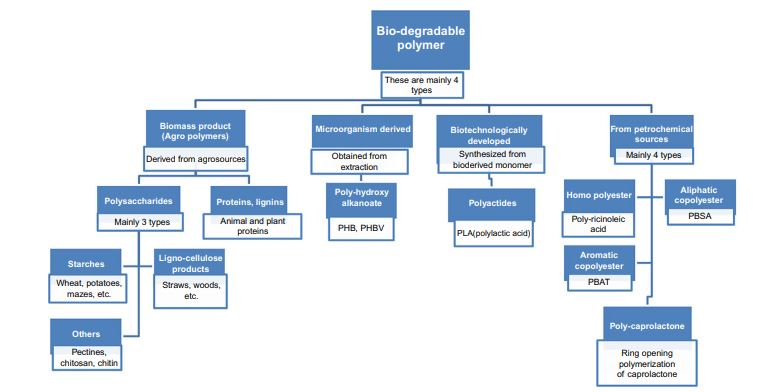 Bio-degradable
polymer
These are mainly 4
types
Biomass product
(Agro polymers)
Derived from agrosources
Microorganism derived
Obtained from
extraction
Biotechnologically
developed
Synthesized from
bioderived monomer
From petrochemical
sources
Mainly 4 types
Polysaccharides
Mainly 3 types
Proteins, lignins
Animal and plant
proteins
Poly-hydroxy
alkanoate
PHB, PHBV
Polyactides
PLA(polylactic acid)
Homo polyester
Poly-ricinoleic
acid
Aliphatic
copolyester
PBSA
Starches
Wheat, potatoes,
mazes, etc.
Ligno-cellulose
products
Straws, woods,
etc.
Aromatic
copolyester
PBAT
Others
Pectines,
chitosan, chitin
Poly-caprolactone
Ring opening
polymerization
of caprolactone